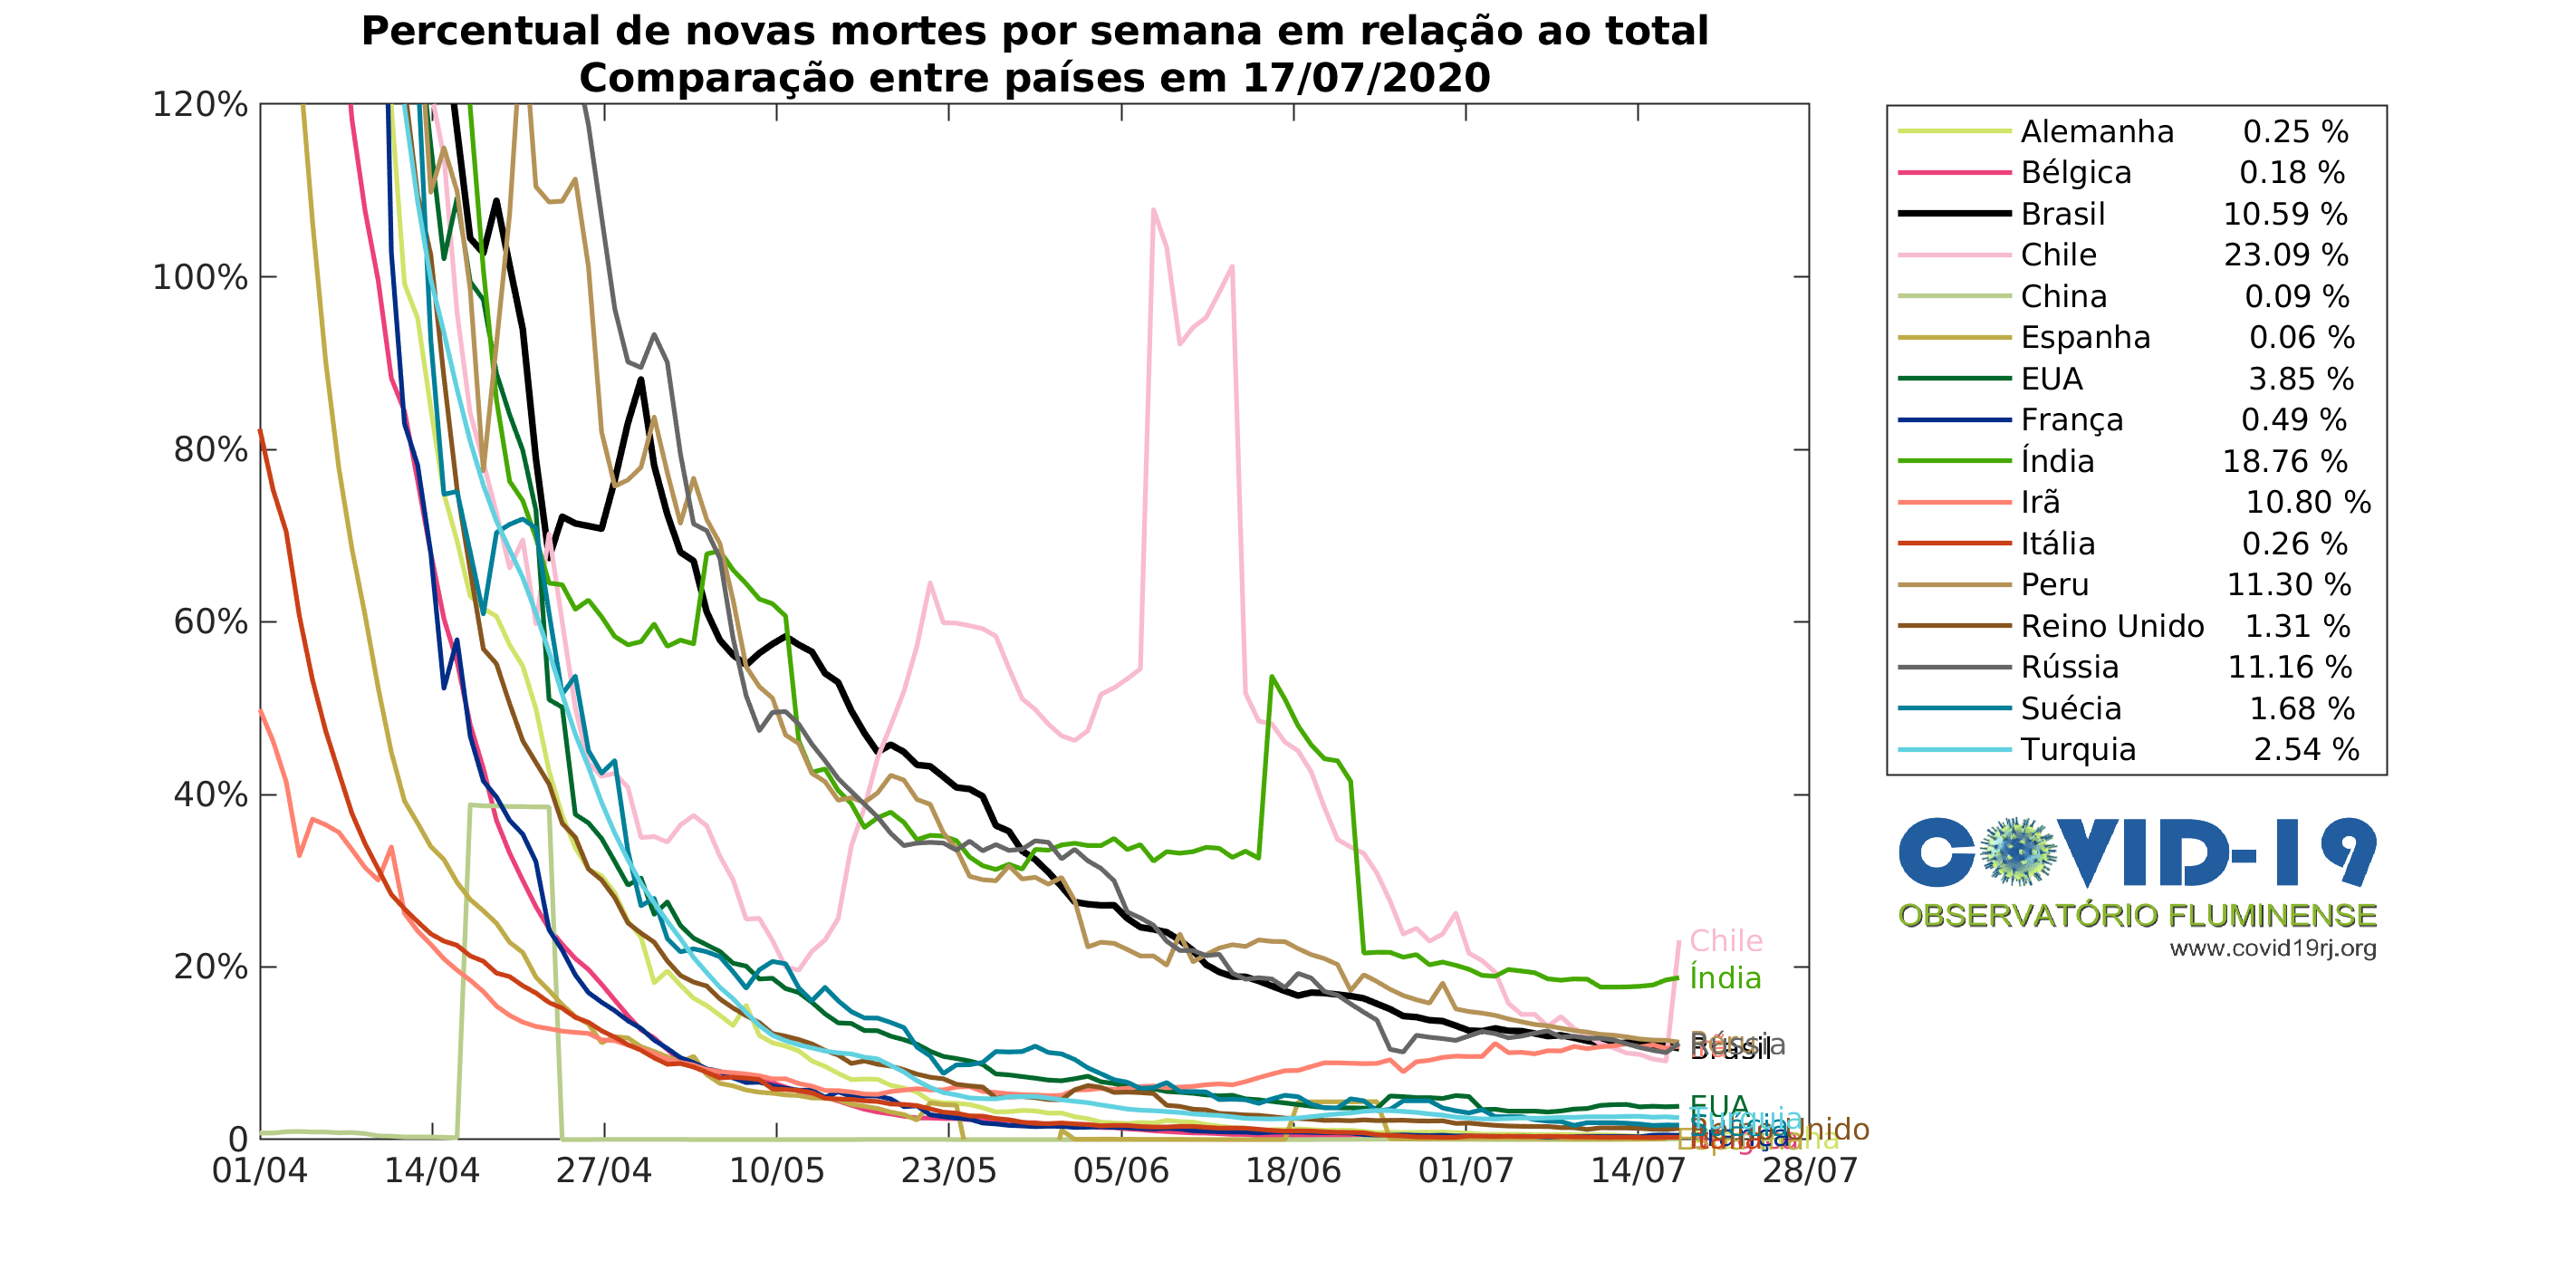 Percentual de novas mortes por semana em relação ao total
Comparação entre países em 17/07/2020
120%
100%
80%
60%
40%
20%
0
01/04 14/04 27/04 10/05 23/05 05/06 18/06 01/07 14/07 28/07
Chile
Índia
Rússia
Brasil
EUA
Turquia
Alemanha 0.25 %
Bélgica 0.18 %
Brasil 10.59 %
Chile 23.09 %
China 0.09 %
Espanha 0.06 %
EUA 3.85 %
França 0.49 %
Índia 18.76 %
Irã 10.80 %
Itália 0.26 %
Peru 11.30 %
Reino Unido 1.31 %
Rússia 11.16 %
Suécia 1.68 %
Turquia 2.54 %
COVID-19
OBSERVATÓRIO FLUMINENSE
www.covid19rj.org